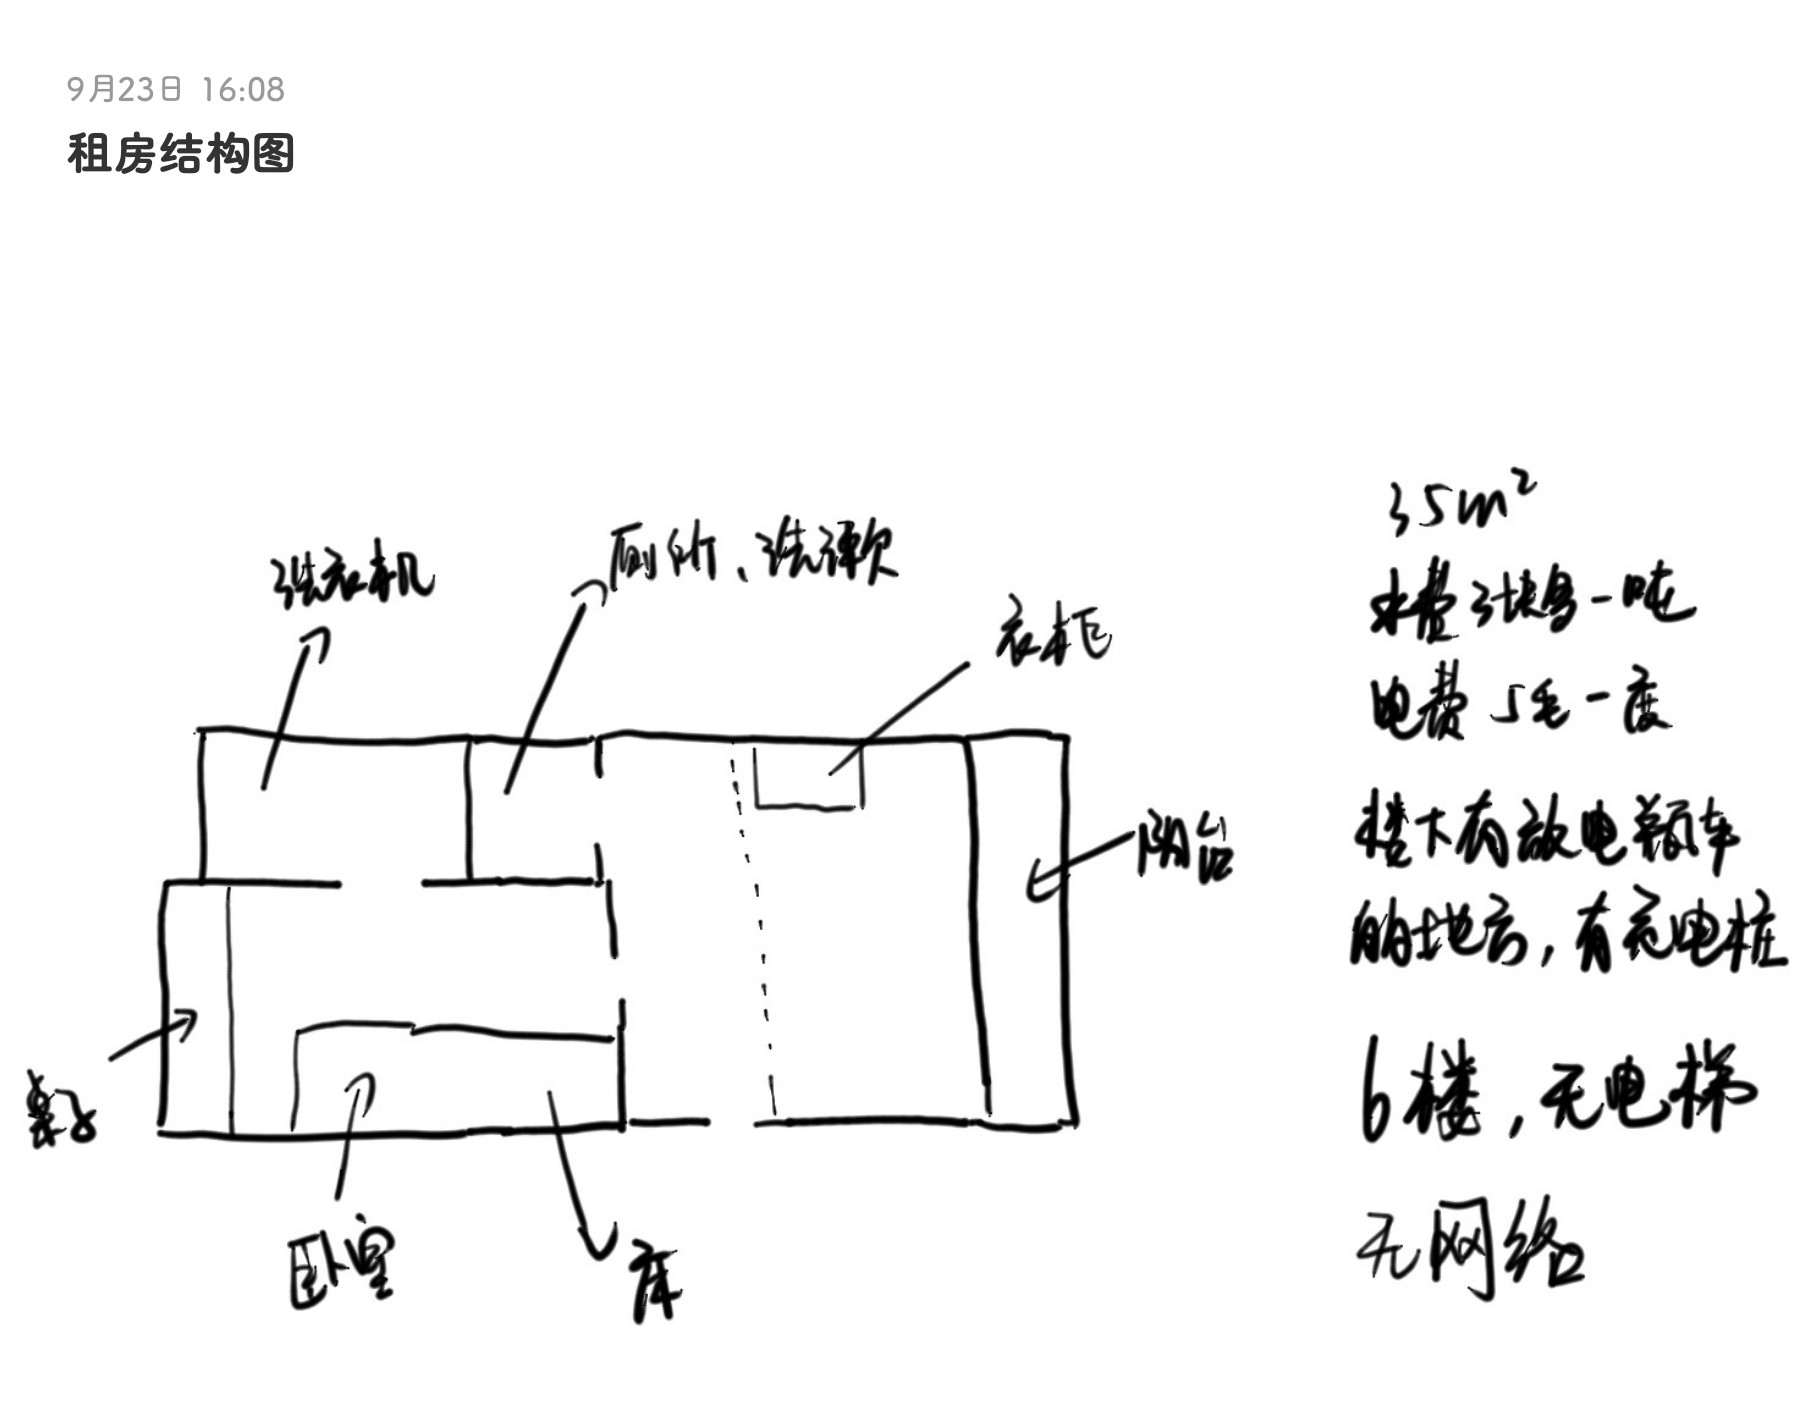 9月23日 16:08
租房结构图
洗衣机
厕所、洗漱
衣柜
阳台
桌子
卧室
床
35m²
水费3块多一吨
电费5毛一度
楼下有放电瓶车
的地方，有充电桩
6楼，无电梯
无网络